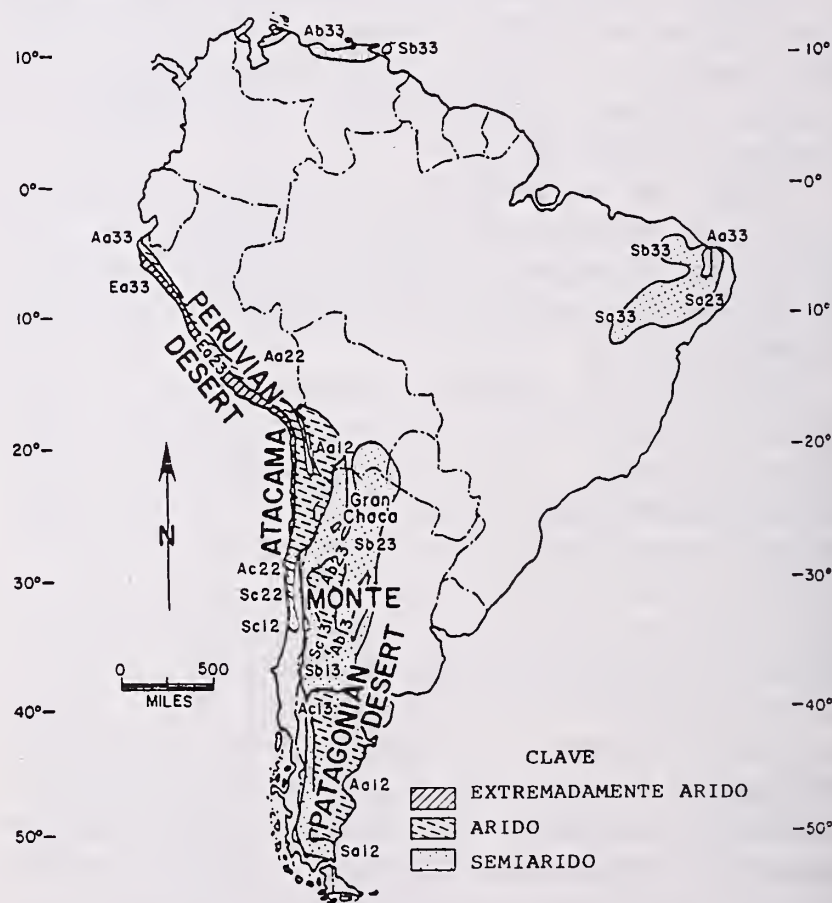 Ab33
Sb33
10°
-10°
0°
-0°
Aa33
Aa33
Sb33
Ea33
Sa23
Sa33
10°
-10°
PERUVIAN
DESERT
Ea23
Aa22
20°
-20°
ATACAMA
Aa12
Gran
Chaca
Sb23
N
Ab23
Ac22
30°
-30°
Sc22
MONTE
Sc12
Sc13
Ab13
0 500
MILES
Sb13
40°
-40°
Ac13
PATAGONIAN
DESERT
CLAVE
Aa12
EXTREMADAMENTE ARIDO
ARIDO
50°
-50°
Sa12
SEMIARIDO